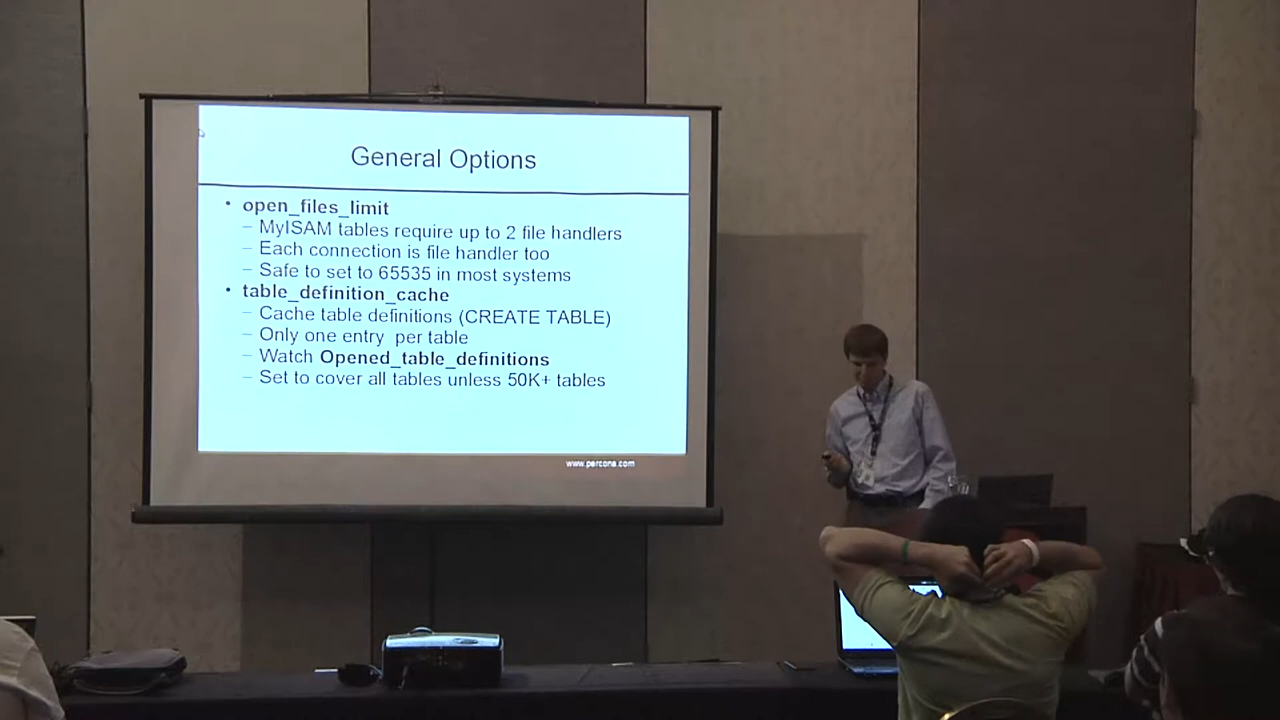 General Options
• open_files_limit
– MyISAM tables require up to 2 file handlers
– Each connection is file handler too
– Safe to set to 65535 in most systems
• table_definition_cache
– Cache table definitions (CREATE TABLE)
– Only one entry per table
– Watch Opened_table_definitions
– Set to cover all tables unless 50K+ tables
www.percona.com